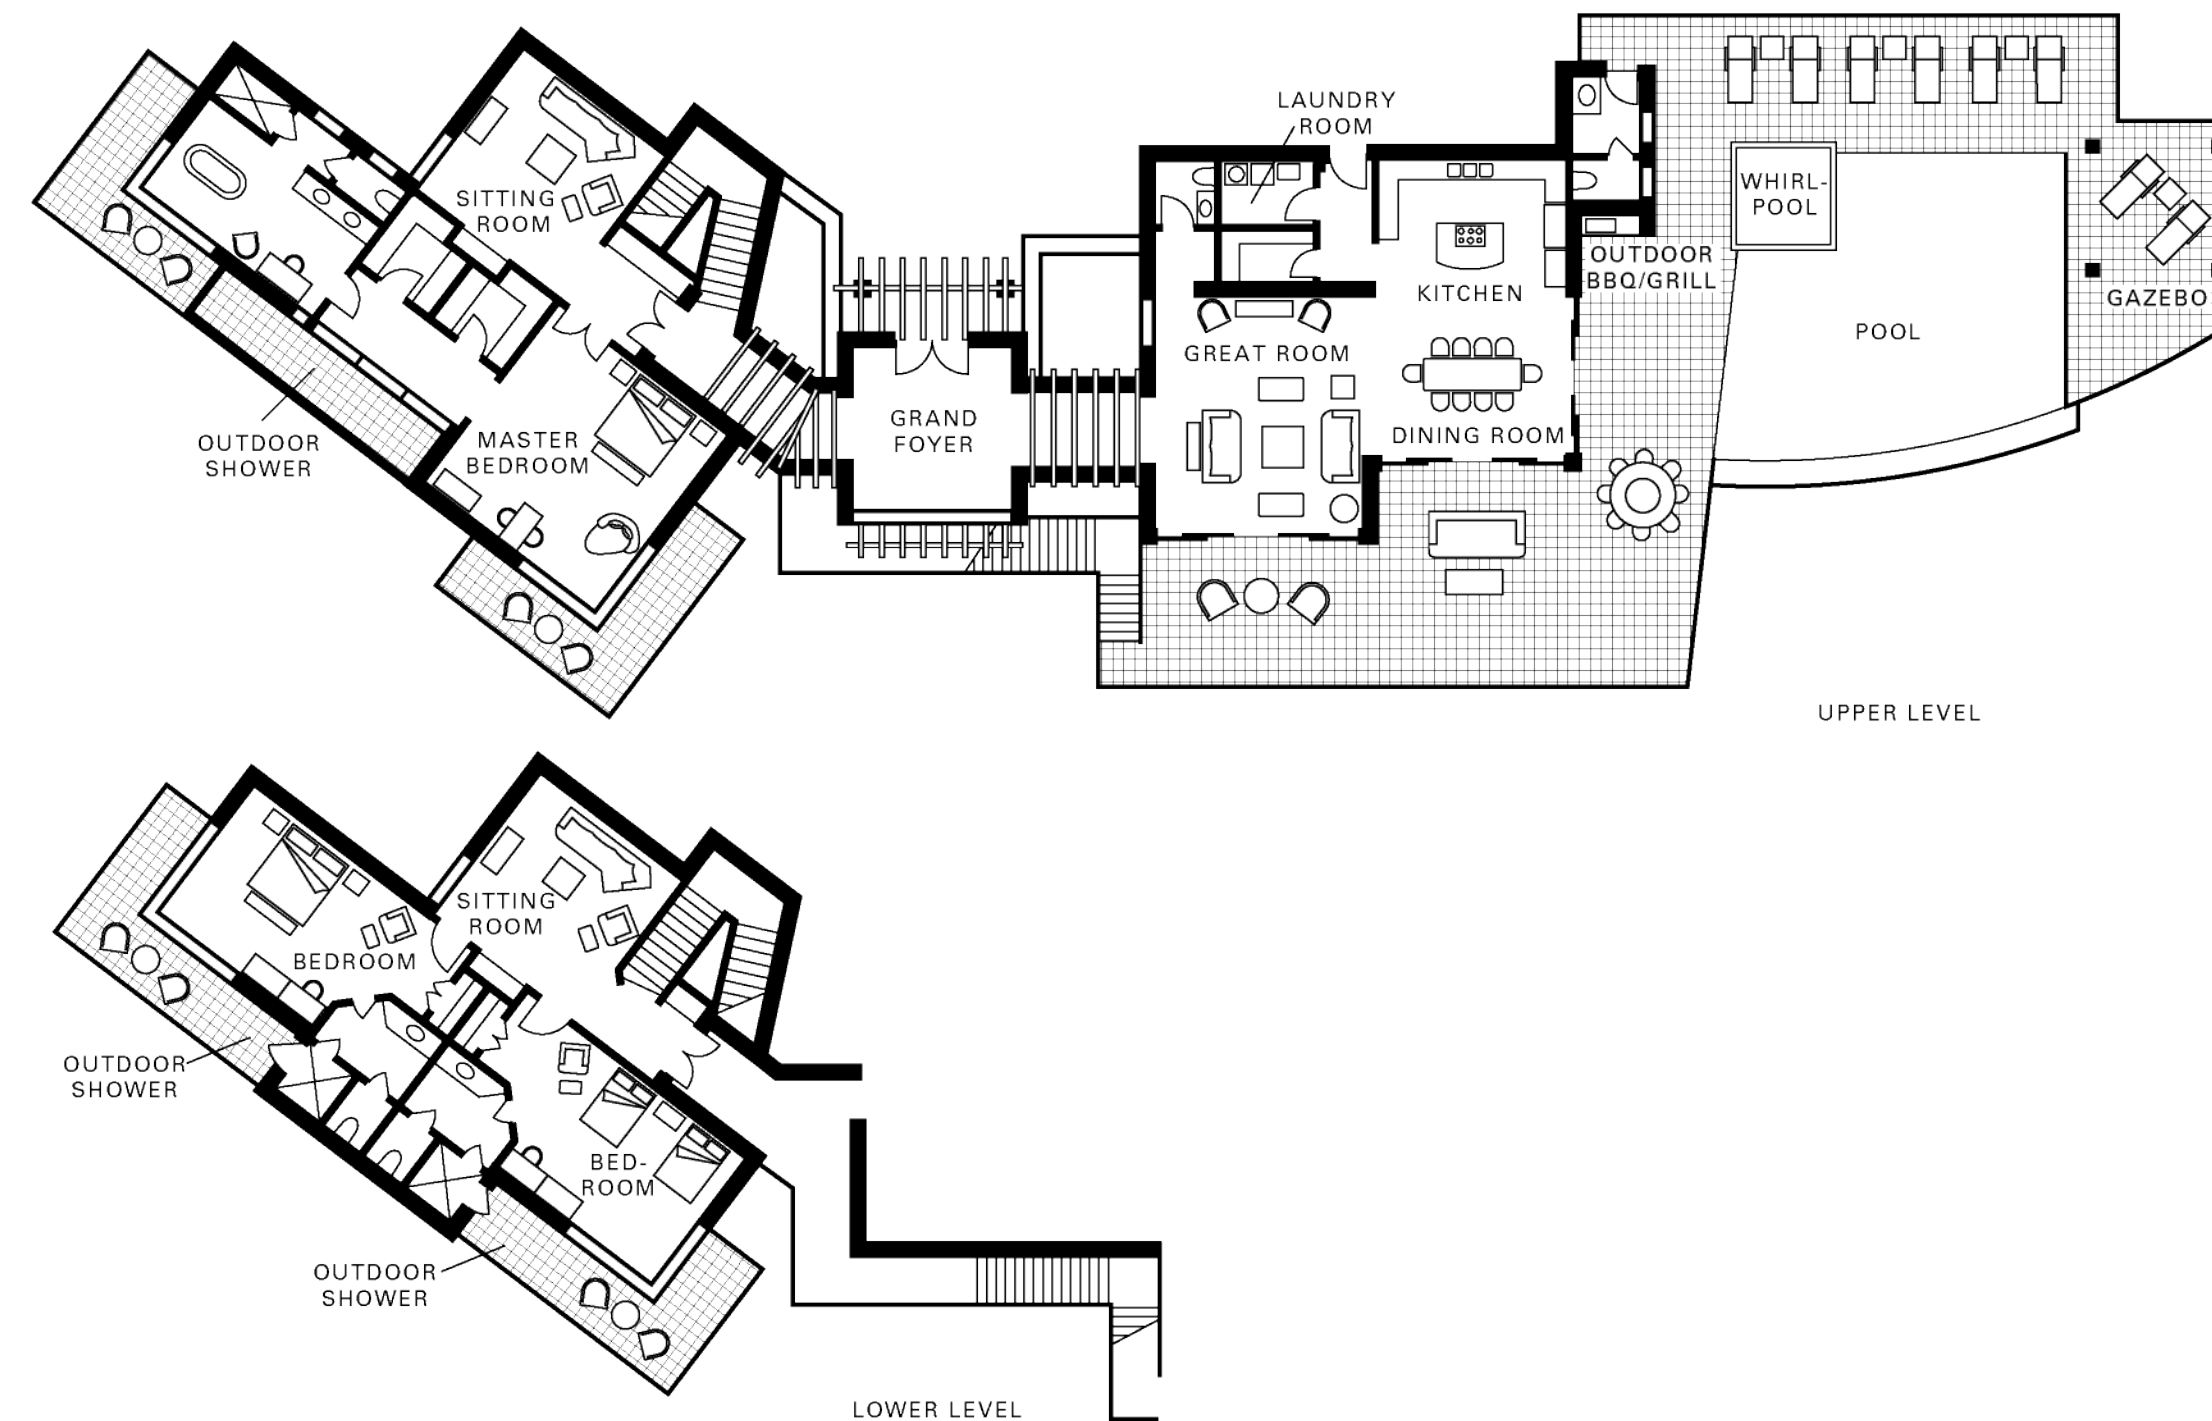 LAUNDRY
ROOM
SITTING
ROOM
WHIRL-
POOL
OUTDOOR
BBQ/GRILL
KITCHEN
GAZEBO
POOL
GREAT ROOM
GRAND
FOYER
DINING ROOM
MASTER
BEDROOM
OUTDOOR
SHOWER
UPPER LEVEL
SITTING
ROOM
BEDROOM
OUTDOOR
SHOWER
BED-
ROOM
OUTDOOR
SHOWER
LOWER LEVEL